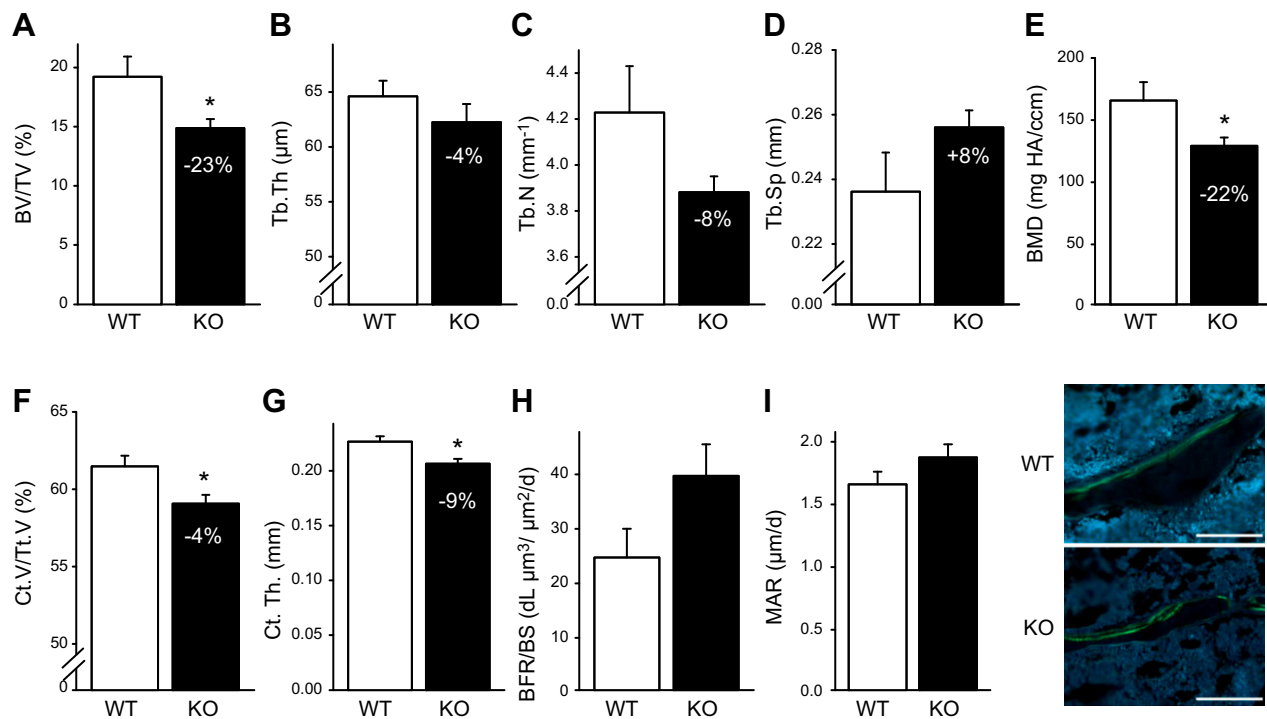 A
BV/TV (%)
20
15
10
5
0
*
-23%
WT
KO
B
Tb.Th (µm)
65
60
55
50
0
-4%
WT
KO
C
Tb.N (mm-1)
4.4
4.2
4.0
3.8
3.6
0.0
-8%
WT
KO
D
Tb.Sp (mm)
0.28
0.26
0.24
0.22
0.00
+8%
WT
KO
E
BMD (mg HA/ccm)
200
150
100
50
0
*
-22%
WT
KO
F
Ct.V/Tt.V (%)
65
60
55
50
0
*
-4%
WT
KO
G
Ct. Th. (mm)
0.20
0.15
0.10
0.05
0.00
*
-9%
WT
KO
H
BFR/BS (dL µm3/ µm2/d)
40
30
20
10
0
WT
KO
I
MAR (µm/d)
2.0
1.5
1.0
0.5
0.0
WT
KO
WT
KO